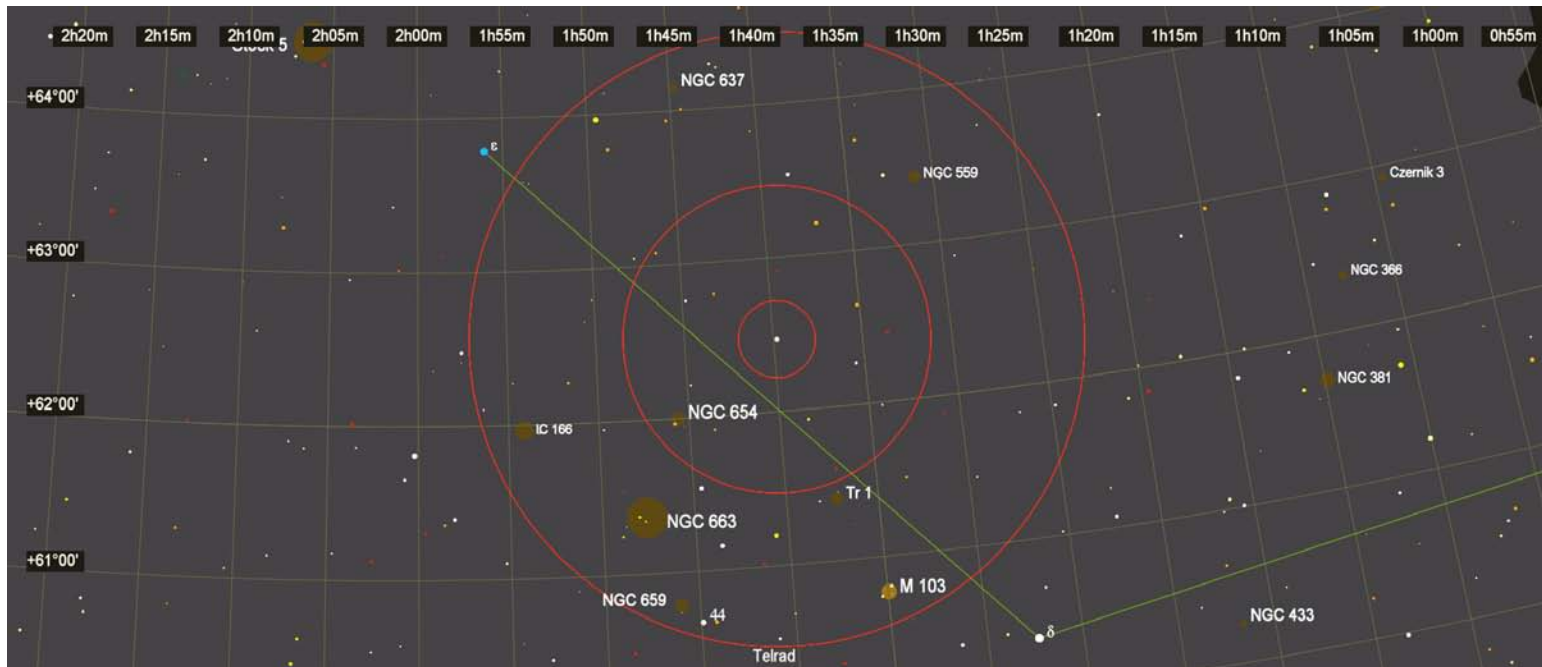 2h20m 2h15m 2h10m 2h05m 2h00m 1h55m 1h50m 1h45m 1h40m 1h35m 1h30m 1h25m 1h20m 1h15m 1h10m 1h05m 1h00m 0h55m
Stock 5
NGC 637
+64°00'
ε
NGC 559
Czernik 3
+63°00'
NGC 366
NGC 381
+62°00'
NGC 654
IC 166
Tr 1
NGC 663
+61°00'
M 103
NGC 659
44
NGC 433
δ
Telrad